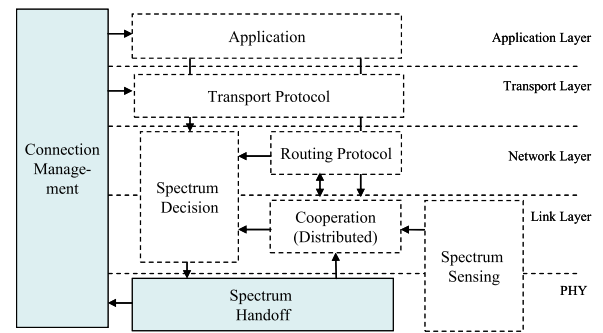 Application
Application Layer
Transport Protocol
Transport Layer
Connection
Manage-
ment
Spectrum
Decision
Routing Protocol
Network Layer
Cooperation
(Distributed)
Link Layer
Spectrum
Sensing
Spectrum
Handoff
PHY